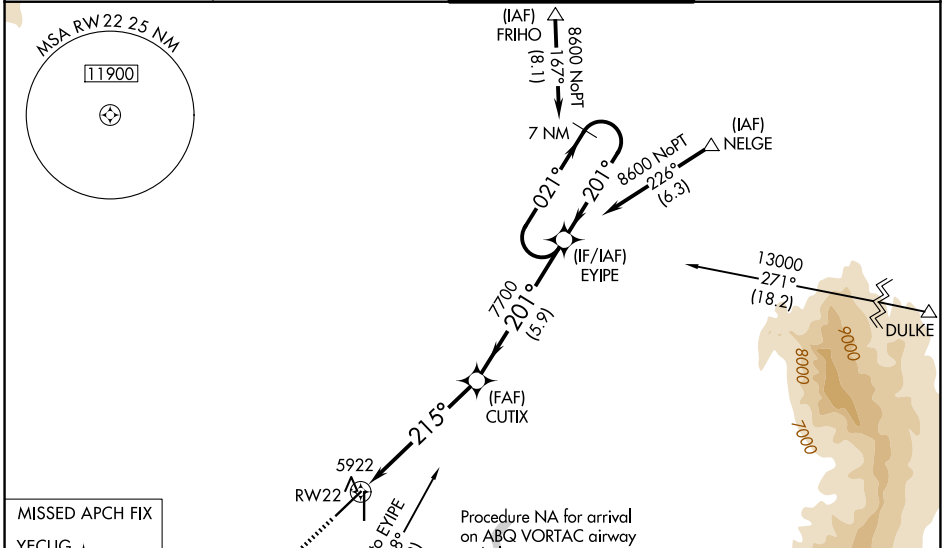 MSA RW22 25 NM
11900
(IAF)
FRIHO
8600 NoPT
167°
(8.1)
7 NM
(IAF)
NELGE
8600 NoPT
226°
(6.3)
021°
201°
(IF/IAF)
EYIPE
13000
271°
(18.2)
DULKE
7700
201°
(5.9)
9000
8000
7000
(FAF)
CUTIX
215°
5922
RW22
to EYIPE
MISSED APCH FIX
Procedure NA for arrival
on ABQ VORTAC airway